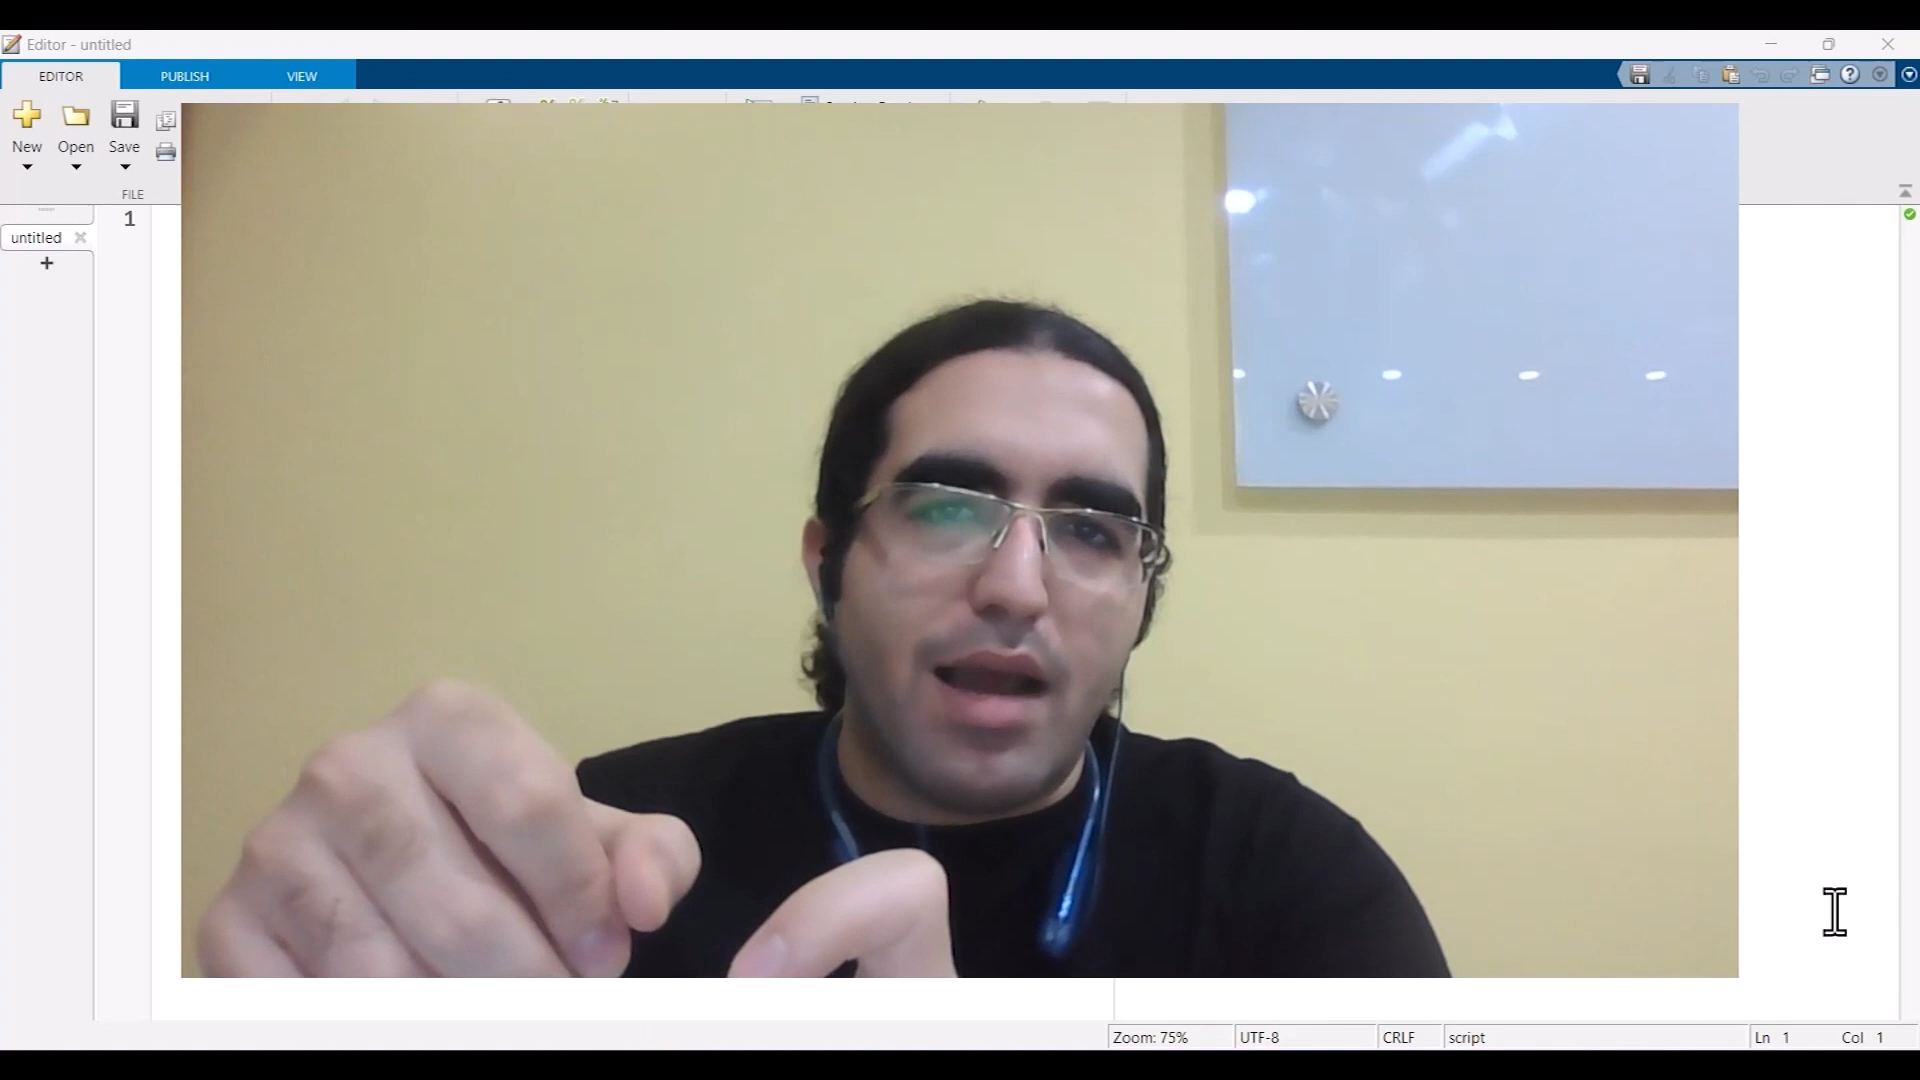 Editor - untitled
EDITOR
PUBLISH
VIEW
New
Open
Save
FILE
1
untitled
Zoom: 75%
UTF-8
CRLF
script
Ln 1
Col 1